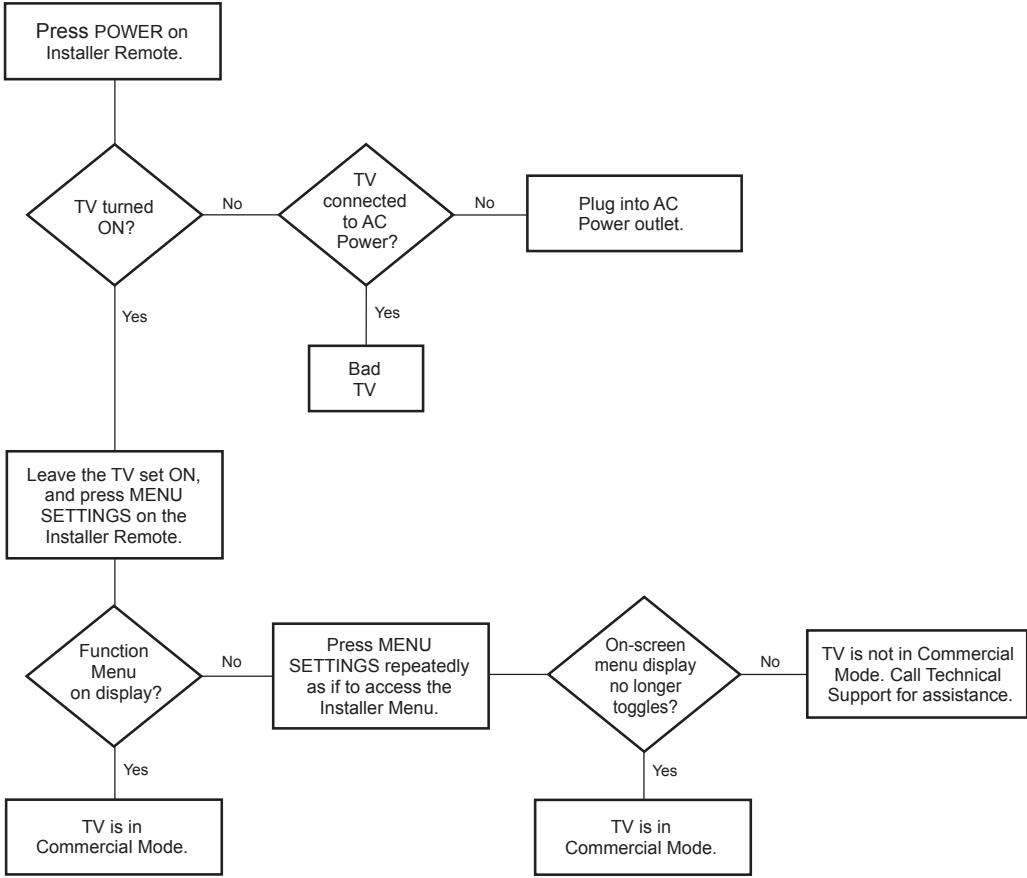 Press POWER on
Installer Remote.
TV turned
ON?
No
TV
connected
to AC
Power?
No
Plug into AC
Power outlet.
Yes
Yes
Bad
TV
Leave the TV set ON,
and press MENU
SETTINGS on the
Installer Remote.
Function
Menu
on display?
No
Press MENU
SETTINGS repeatedly
as if to access the
Installer Menu.
On-screen
menu display
no longer
toggles?
No
TV is not in Commercial
Mode. Call Technical
Support for assistance.
Yes
Yes
TV is in
Commercial Mode.
TV is in
Commercial Mode.